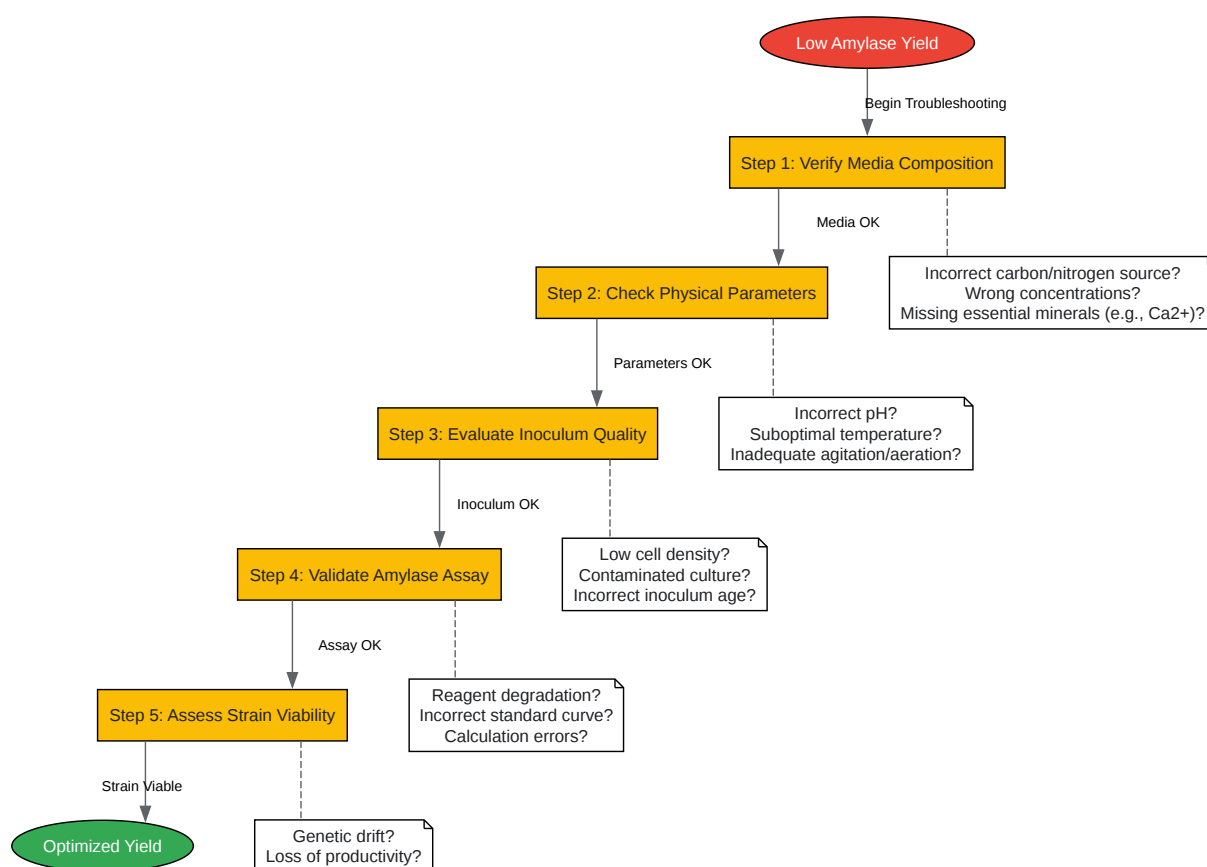 Low Amylase Yield
Begin Troubleshooting
Step 1: Verify Media Composition
Media OK
Incorrect carbon/nitrogen source?
Wrong concentrations?
Missing essential minerals (e.g., Ca2+)?
Step 2: Check Physical Parameters
Parameters OK
Incorrect pH?
Suboptimal temperature?
Inadequate agitation/aeration?
Step 3: Evaluate Inoculum Quality
Inoculum OK
Low cell density?
Contaminated culture?
Incorrect inoculum age?
Step 4: Validate Amylase Assay
Assay OK
Reagent degradation?
Incorrect standard curve?
Calculation errors?
Step 5: Assess Strain Viability
Strain Viable
Genetic drift?
Loss of productivity?
Optimized Yield